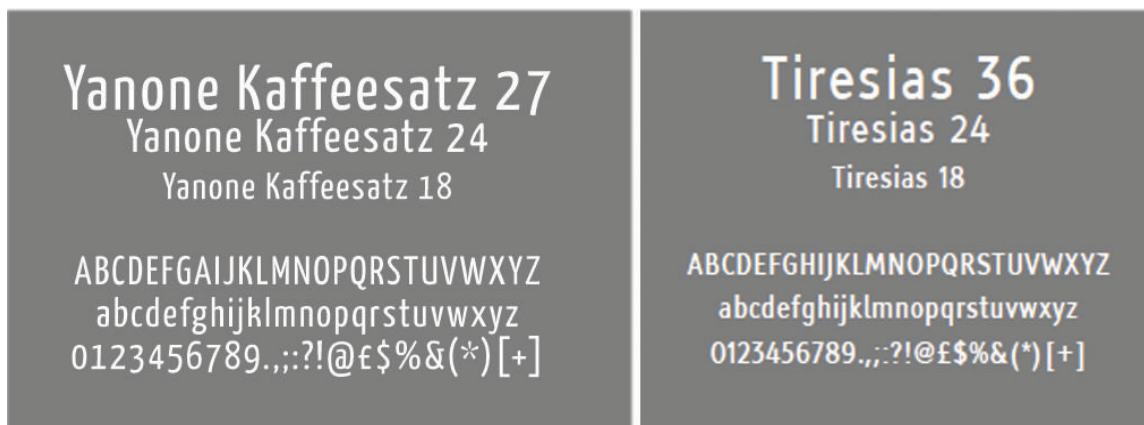 Yanone Kaffeesatz 27
Yanone Kaffeesatz 24
Yanone Kaffeesatz 18
ABCDEFGAIJKLMNOPQRSTUVWXYZ
abcdefghijklmnopqrstuvwxyz
0123456789.,;:?!@£$%&(*)[+]
Tiresias 36
Tiresias 24
Tiresias 18
ABCDEFGHIJKLMNOPQRSTUVWXYZ
abcdefghijklmnopqrstuvwxyz
0123456789.,;:?!@£$%&(*)[+]